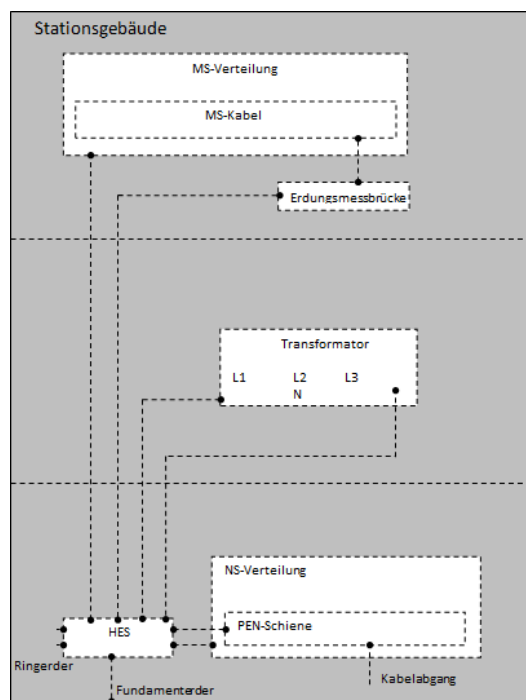 Stationsgebäude
MS-Verteilung
MS-Kabel
Erdungsmessbrücke
Transformator
L1 L2 L3
N
NS-Verteilung
PEN-Schiene
HES
Ringerder
Kabelabgang
Fundamenterder